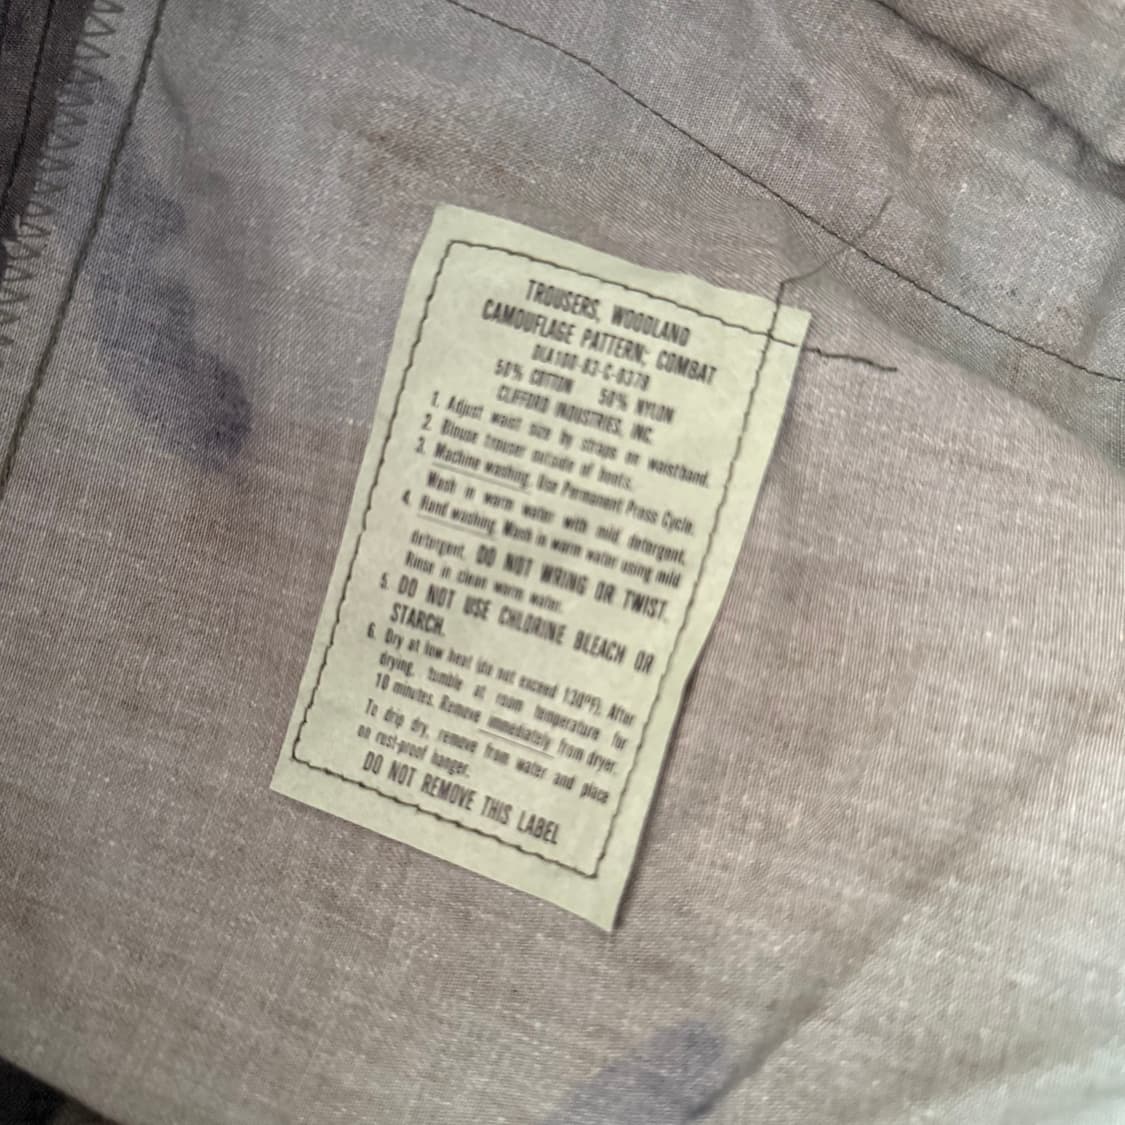 TROUSERS, WOODLAND
CAMOUFLAGE PATTERN: COMBAT
DLA100-83-C-0378
50% COTTON 50% NYLON
CLIFFORD INDUSTRIES, INC.
1. Adjust waist size by straps on waistband.
2. Blouse trouser outside of boots.
3. Machine washing. Use Permanent Press Cycle.
Wash in warm water with mild detergent.
4. Hand washing. Wash in warm water using mild
detergent. DO NOT WRING OR TWIST.
Rinse in clean warm water.
5. DO NOT USE CHLORINE BLEACH OR
STARCH.
6. Dry at low heat (do not exceed 130°F). After
drying, tumble at room temperature for
10 minutes. Remove immediately from dryer.
To drip dry, remove from water and place
on rust-proof hanger.
DO NOT REMOVE THIS LABEL